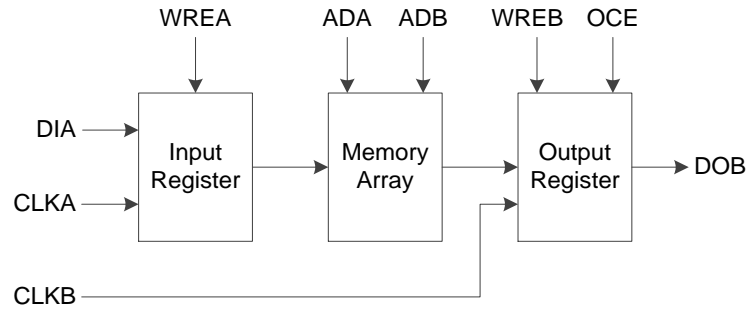 WREA
ADA
ADB
WREB
OCE
DIA
CLKA
Input
Register
Memory
Array
Output
Register
DOB
CLKB